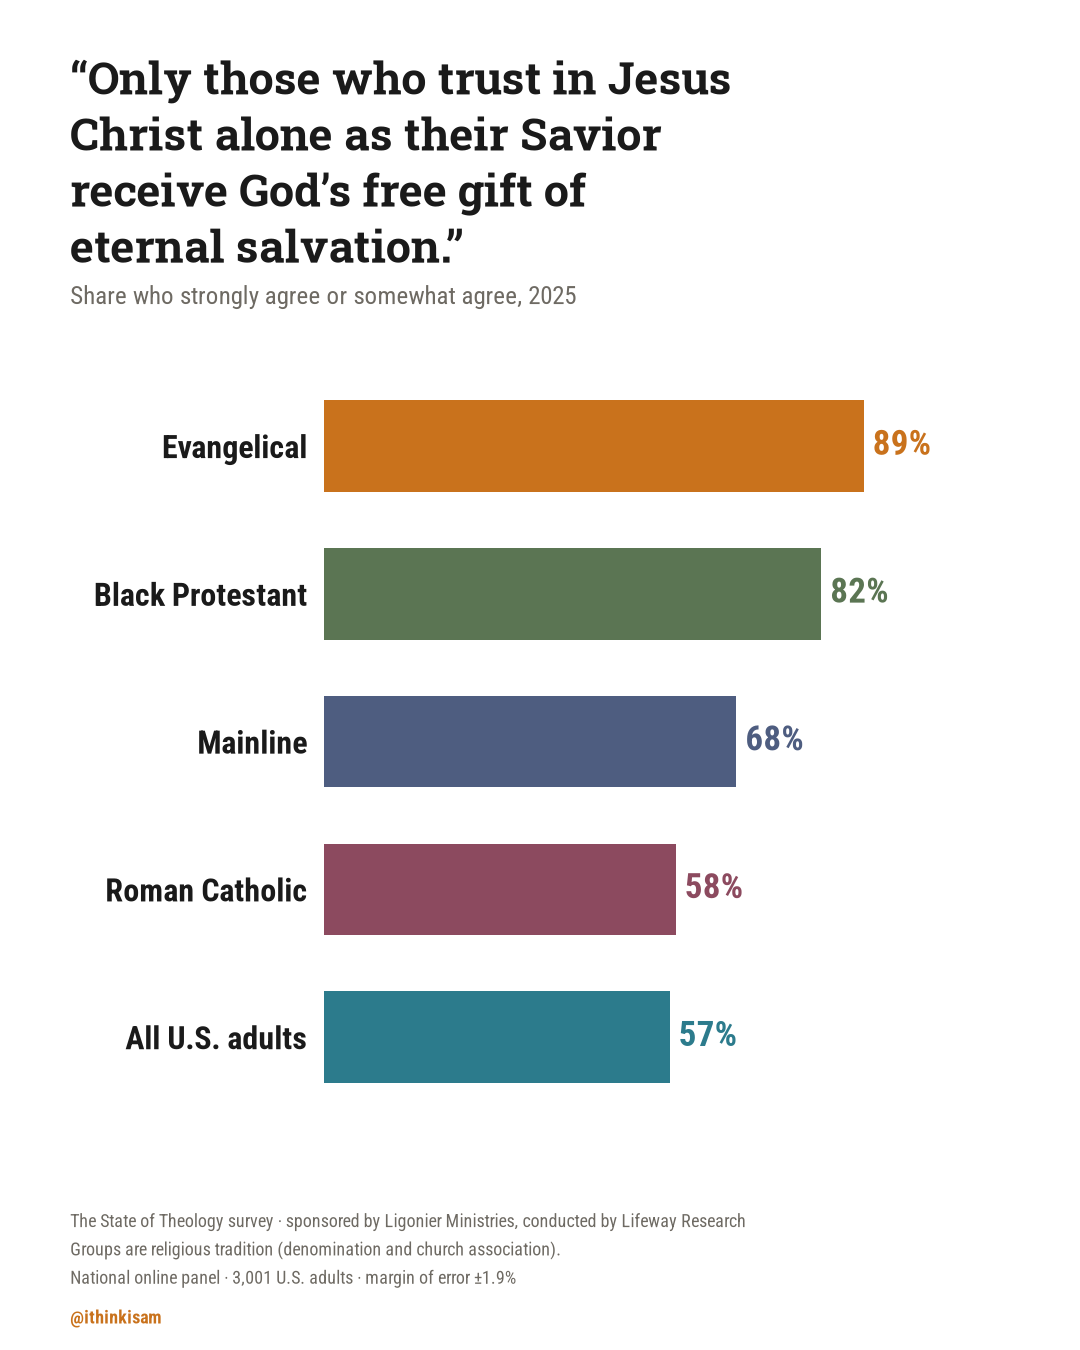 “Only those who trust in Jesus
Christ alone as their Savior
receive God’s free gift of
eternal salvation.”
Share who strongly agree or somewhat agree, 2025
Evangelical 89%
Black Protestant 82%
Mainline 68%
Roman Catholic 58%
All U.S. adults 57%
The State of Theology survey · sponsored by Ligonier Ministries, conducted by Lifeway Research
Groups are religious tradition (denomination and church association).
National online panel · 3,001 U.S. adults · margin of error ±1.9%
@ithinkisam